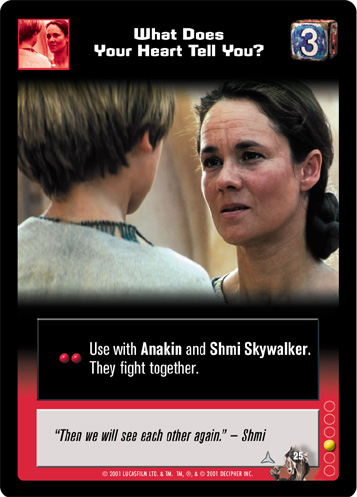 What Does
Your Heart Tell You?
3
Use with Anakin and Shmi Skywalker.
They fight together.
“Then we will see each other again.” – Shmi
25
© 2001 LUCASFILM LTD. & TM. TM, ®, & © 2001 DECIPHER INC.